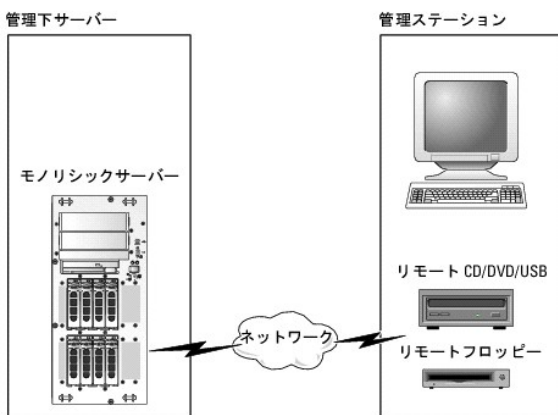 管理下サーバー
管理ステーション
モノリシックサーバー
リモート CD/DVD/USB
ネットワーク
リモートフロッピー